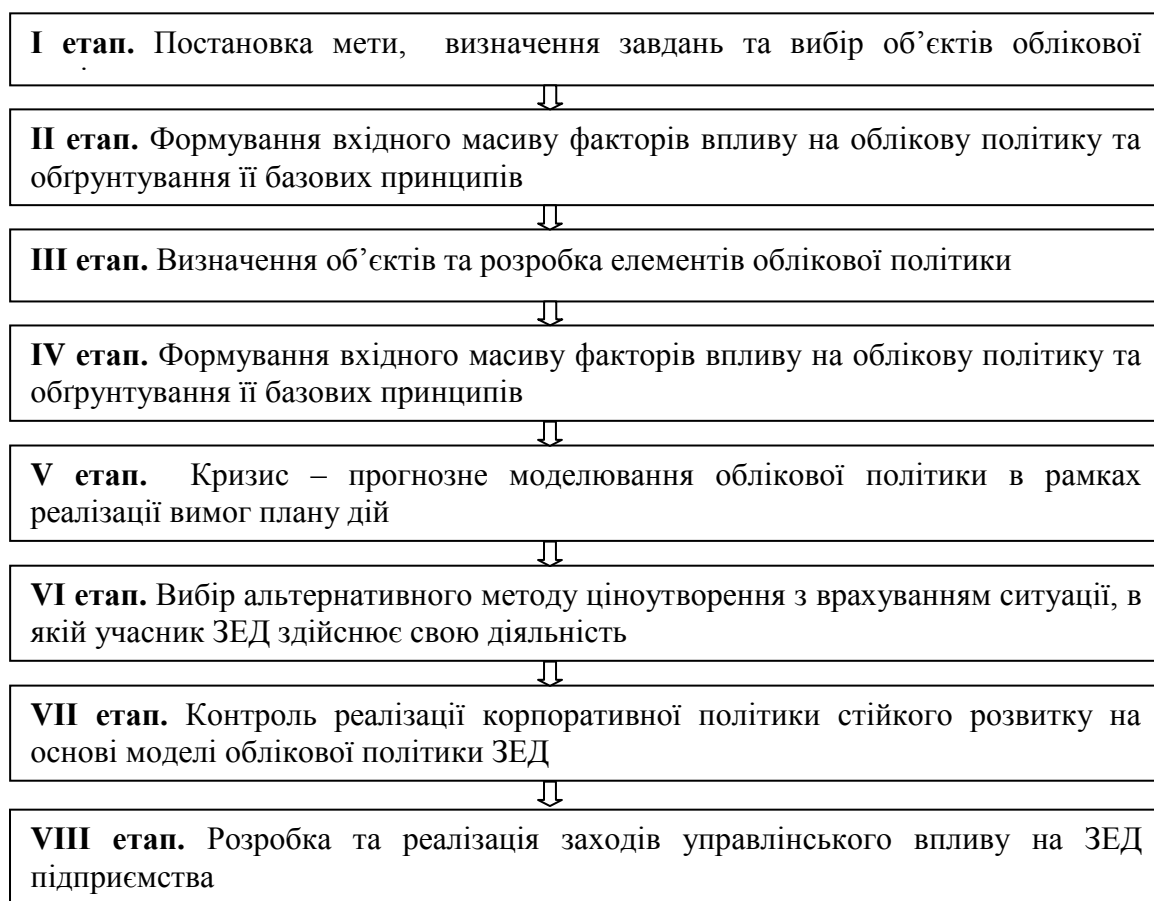 І етап. Постановка мети, визначення завдань та вибір об’єктів облікової
ІІ етап. Формування вхідного масиву факторів впливу на облікову політику та
обґрунтування її базових принципів
ІІІ етап. Визначення об’єктів та розробка елементів облікової політики
IV етап. Формування вхідного масиву факторів впливу на облікову політику та
обґрунтування її базових принципів
V етап. Кризис – прогнозне моделювання облікової політики в рамках
реалізації вимог плану дій
VI етап. Вибір альтернативного методу ціноутворення з врахуванням ситуації, в
якій учасник ЗЕД здійснює свою діяльність
VII етап. Контроль реалізації корпоративної політики стійкого розвитку на
основі моделі облікової політики ЗЕД
VIII етап. Розробка та реалізація заходів управлінського впливу на ЗЕД
підприємства